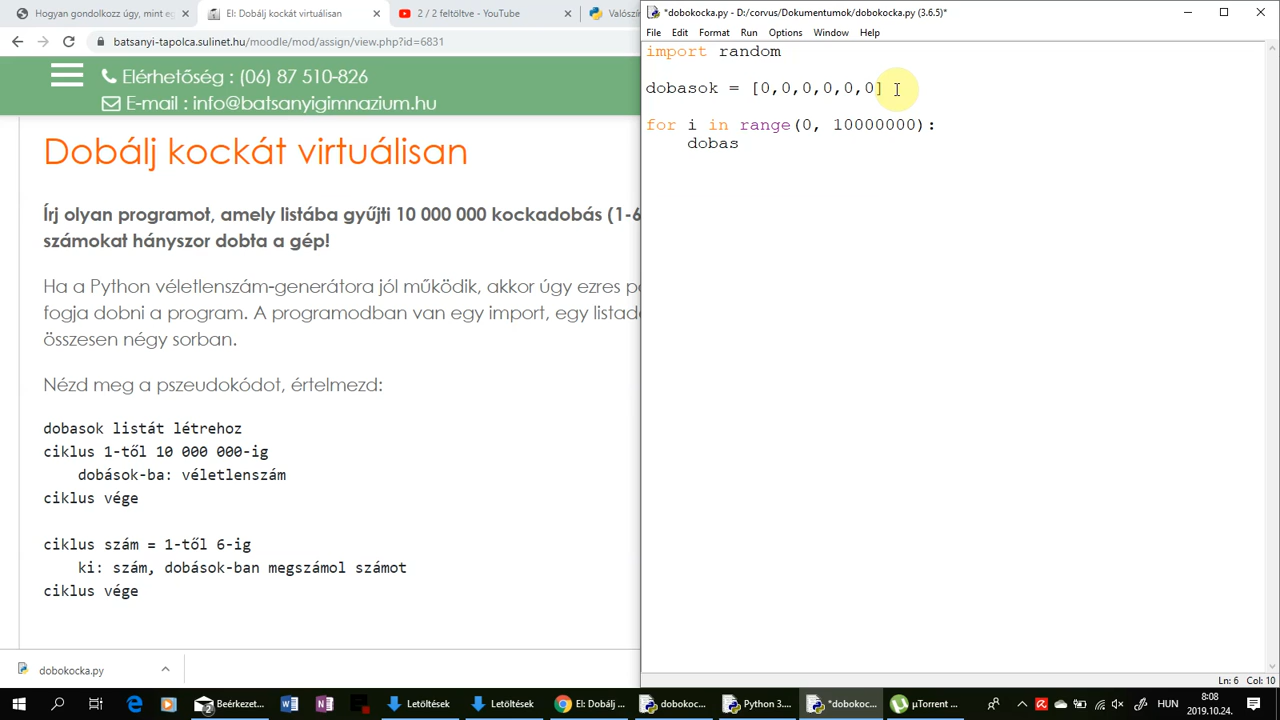 Hogyan gondolkozz úgy, mint eg
EI: Dobálj kockát virtuálisan
2 / 2 feltöltve - YouTube
Valószín
batsanyi-tapolca.sulinet.hu/moodle/mod/assign/view.php?id=6831
Elérhetőség : (06) 87 510-826
E-mail : info@batsanyigimnazium.hu
Dobálj kockát virtuálisan
Írj olyan programot, amely listába gyűjti 10 000 000 kockadobás (1-6
számokat hányszor dobta a gép!
Ha a Python véletlenszám-generátora jól működik, akkor úgy ezres po
fogja dobni a program. A programodban van egy import, egy listade
összesen négy sorban.
Nézd meg a pszeudokódot, értelmezd:
dobasok listát létrehoz
ciklus 1-től 10 000 000-ig
dobások-ba: véletlenszám
ciklus vége
ciklus szám = 1-től 6-ig
ki: szám, dobások-ban megszámol számot
ciklus vége
dobokocka.py
*dobokocka.py - D:/corvus/Dokumentumok/dobokocka.py (3.6.5)*
File Edit Format Run Options Window Help
import random
dobasok = [0,0,0,0,0,0]
for i in range(0, 10000000):
dobas
Ln: 6 Col: 10
Beérkezet...
Letöltések
Letöltések
EI: Dobálj ...
dobokoc...
Python 3....
*dobokoc...
µTorrent ...
HUN
8:08
2019.10.24.